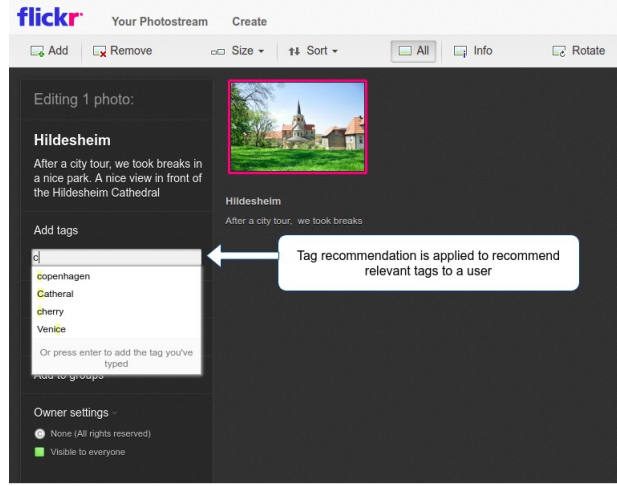 flickr
Your Photostream
Create
Add
Remove
Size
Sort
All
Info
Rotate
Editing 1 photo:
Hildesheim
After a city tour, we took breaks in
a nice park. A nice view in front of
the Hildesheim Cathedral
Hildesheim
After a city tour, we took breaks
Add tags
c
copenhagen
Catheral
cherry
Venice
Or press enter to add the tag you've
typed
Tag recommendation is applied to recommend
relevant tags to a user
Add to groups
Owner settings
None (All rights reserved)
Visible to everyone